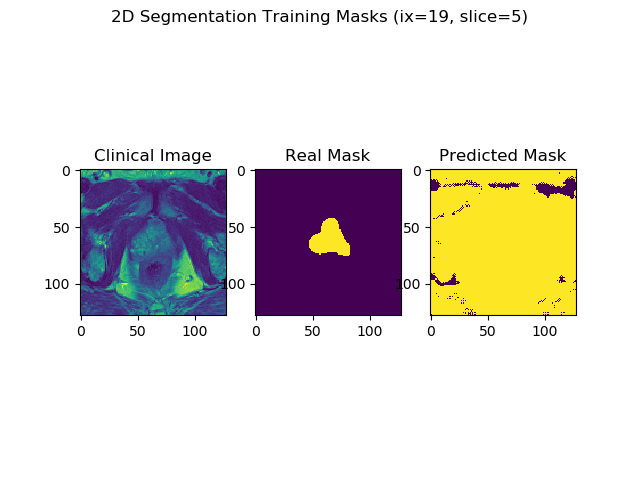 2D Segmentation Training Masks (ix=19, slice=5)
Clinical Image Real Mask Predicted Mask
0 0 0
50 50 50
100 100 100
0 50 100 0 50 100 0 50 100